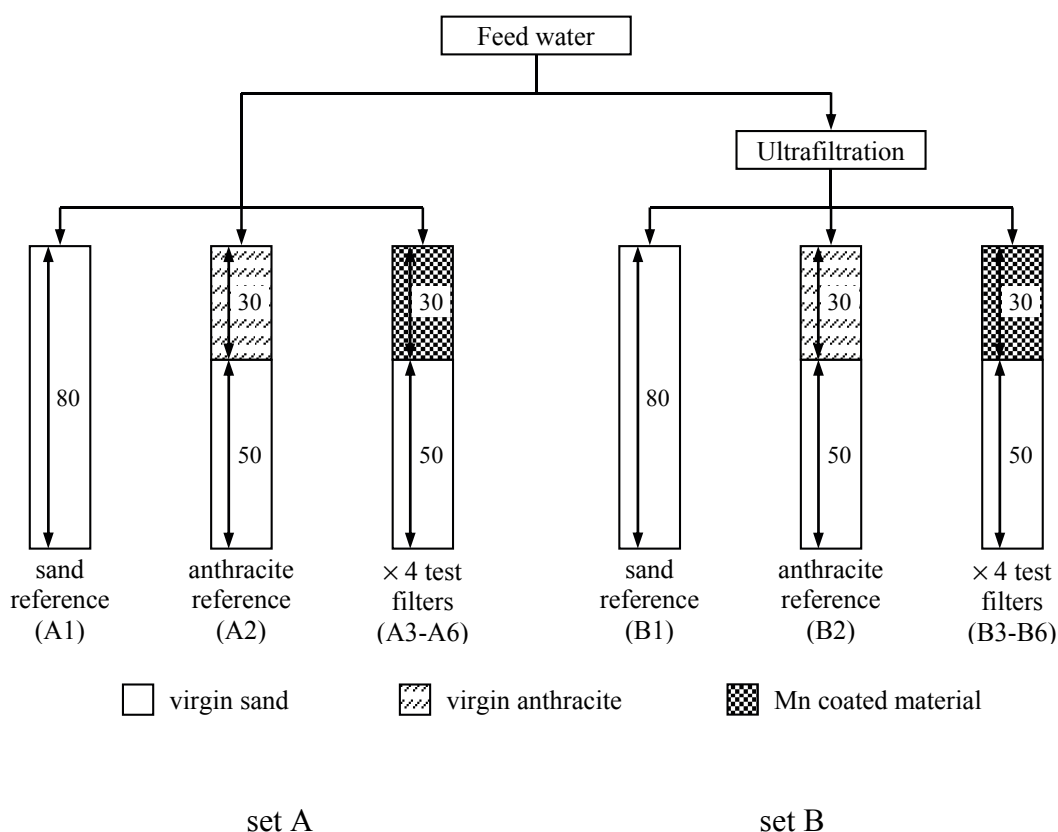 Feed water
Ultrafiltration
30
30
30
30
80
80
50
50
50
50
sand
reference
(A1)
anthracite
reference
(A2)
× 4 test
filters
(A3-A6)
sand
reference
(B1)
anthracite
reference
(B2)
× 4 test
filters
(B3-B6)
virgin sand
virgin anthracite
Mn coated material
set A
set B